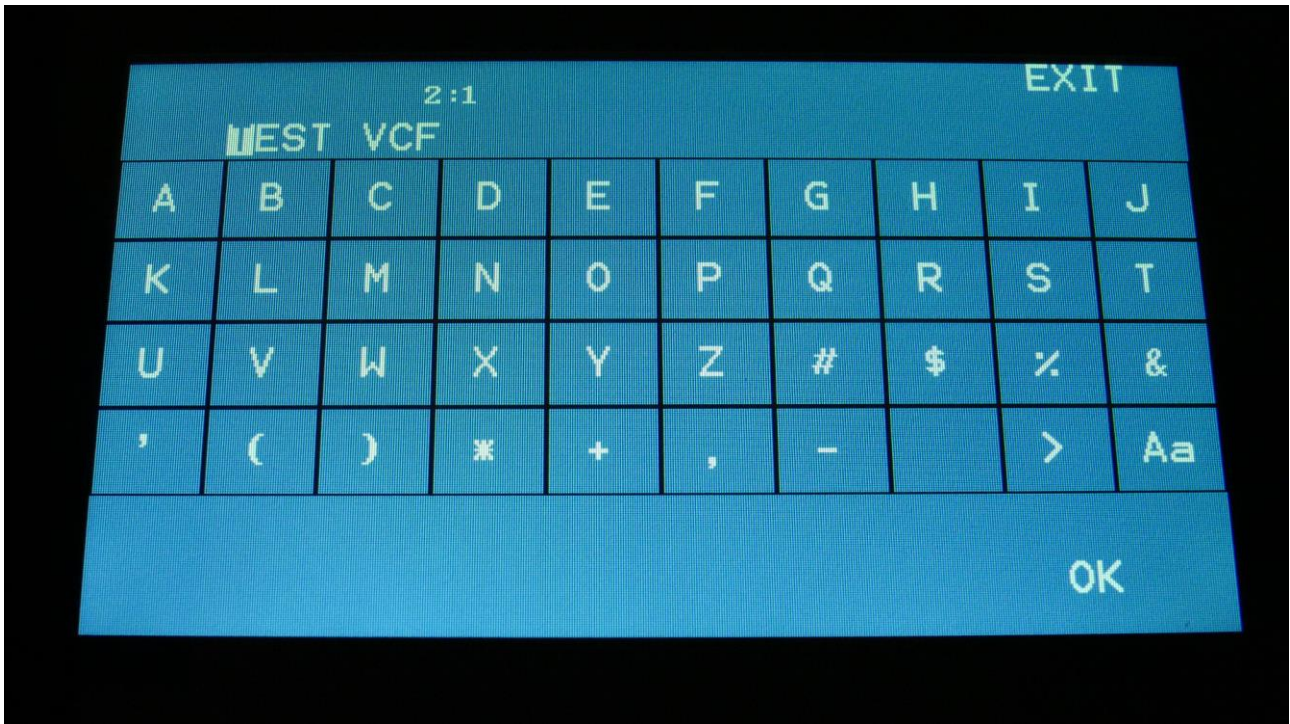 EXIT
2:1
TEST VCF
A B C D E F G H I J
K L M N O P Q R S T
U V W X Y Z # $ % &
' ( ) * + , - > Aa
OK